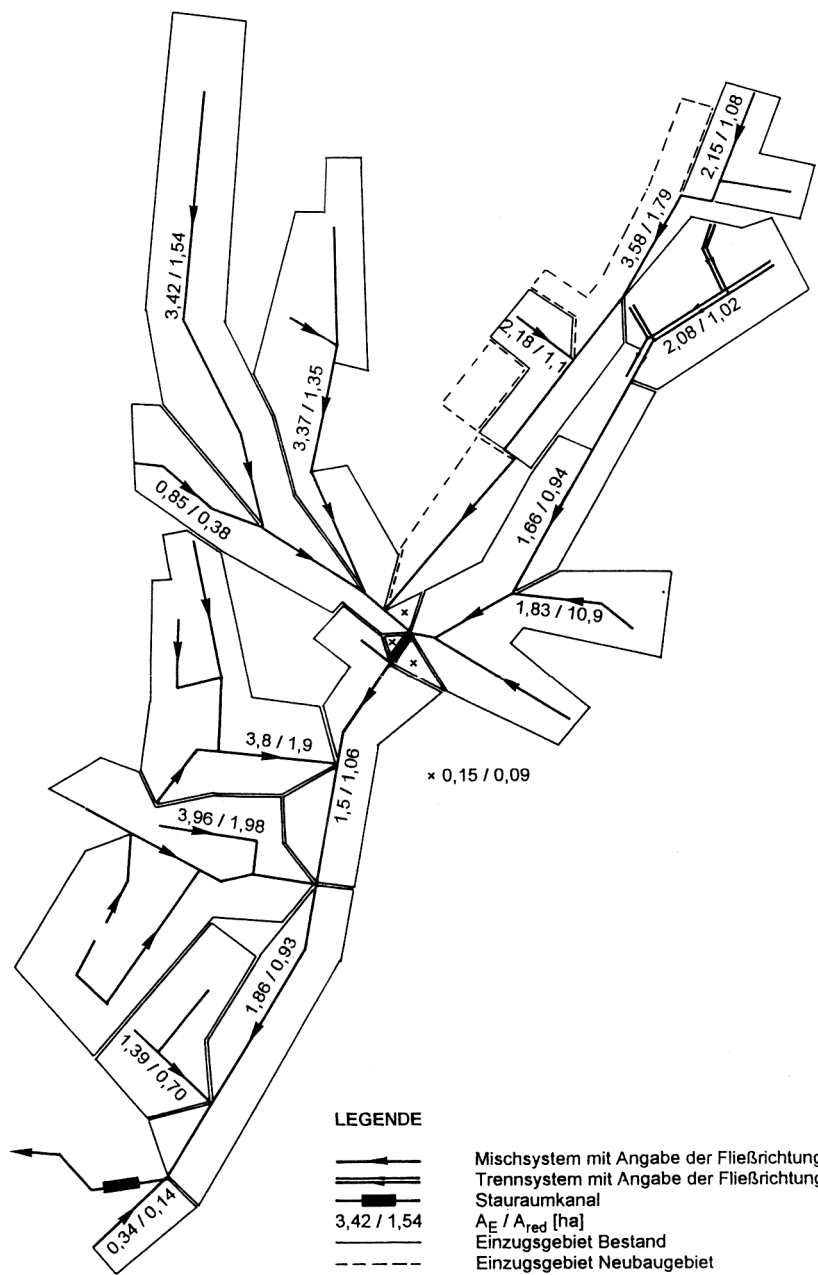 2,15 / 1,08
3,58 / 1,79
3,42 / 1,54
2,08 / 1,02
2,18 / 1,1
3,37 / 1,35
0,85 / 0,38
1,66 / 0,94
1,83 / 10,9
×
×
×
3,8 / 1,9
1,5 / 1,06
× 0,15 / 0,09
3,96 / 1,98
1,86 / 0,93
1,39 / 0,70
0,34 / 0,14
LEGENDE
Mischsystem mit Angabe der Fließrichtung
Trennsystem mit Angabe der Fließrichtung
Stauraumkanal
3,42 / 1,54 A_E / A_red [ha]
Einzugsgebiet Bestand
Einzugsgebiet Neubaugebiet